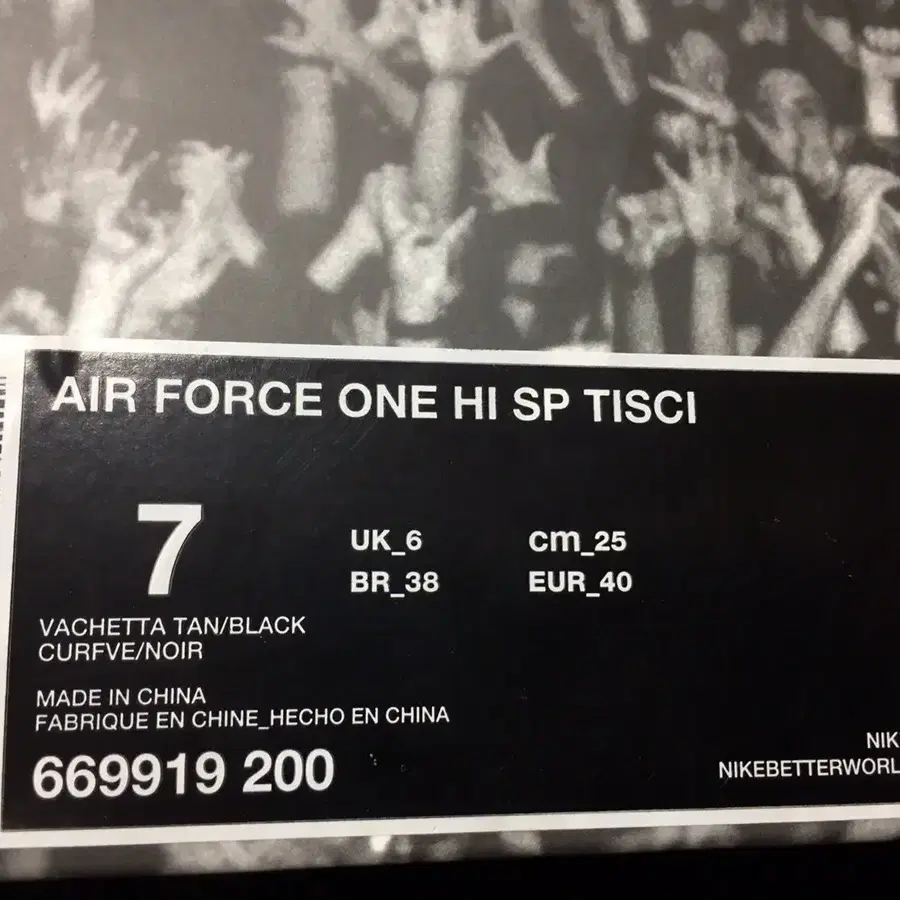 AIR FORCE ONE HI SP TISCI
7
UK_6
cm_25
BR_38
EUR_40
VACHETTA TAN/BLACK
CURFVE/NOIR
MADE IN CHINA
FABRIQUE EN CHINE_HECHO EN CHINA
669919 200
NIK
NIKEBETTERWORL